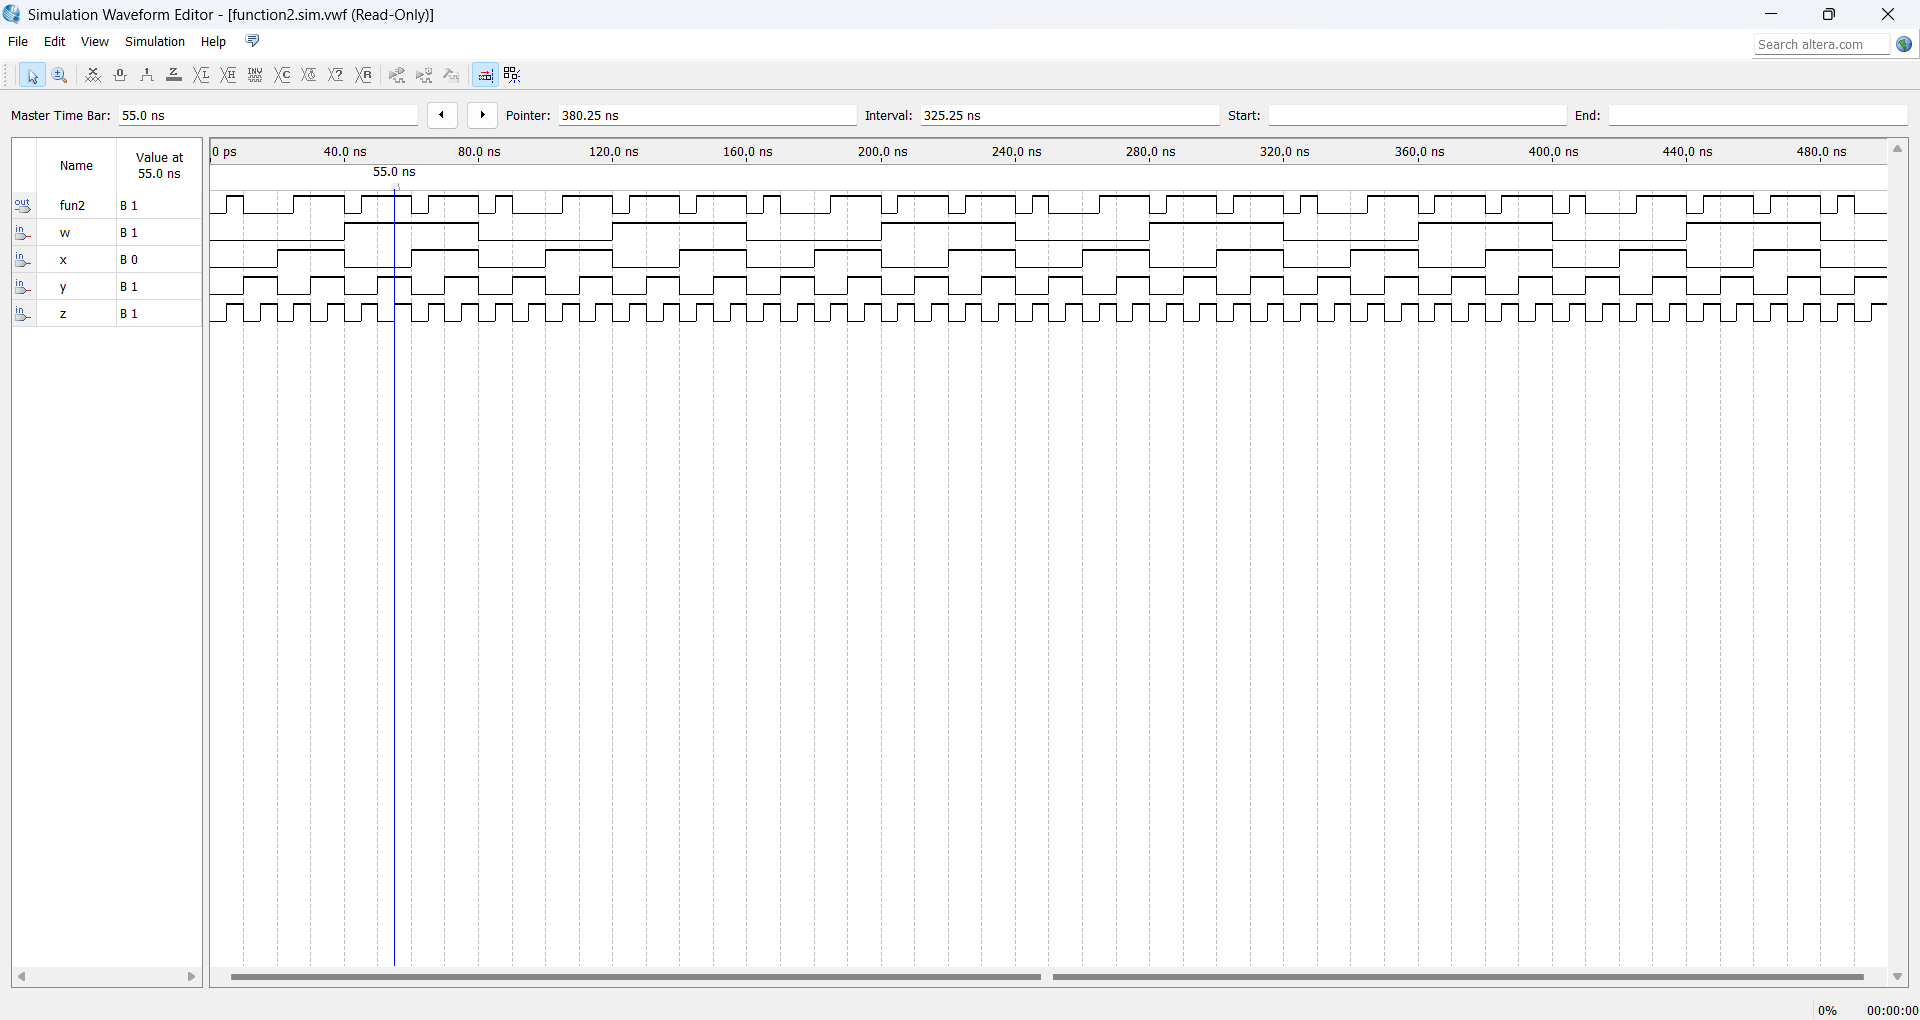 Simulation Waveform Editor - [function2.sim.vwf (Read-Only)]
File Edit View Simulation Help
Search altera.com
Master Time Bar: 55.0 ns Pointer: 380.25 ns Interval: 325.25 ns Start: End:
Name Value at 55.0 ns
0 ps 40.0 ns 80.0 ns 120.0 ns 160.0 ns 200.0 ns 240.0 ns 280.0 ns 320.0 ns 360.0 ns 400.0 ns 440.0 ns 480.0 ns
55.0 ns
out fun2 B 1
in w B 1
in x B 0
in y B 1
in z B 1
0% 00:00:00